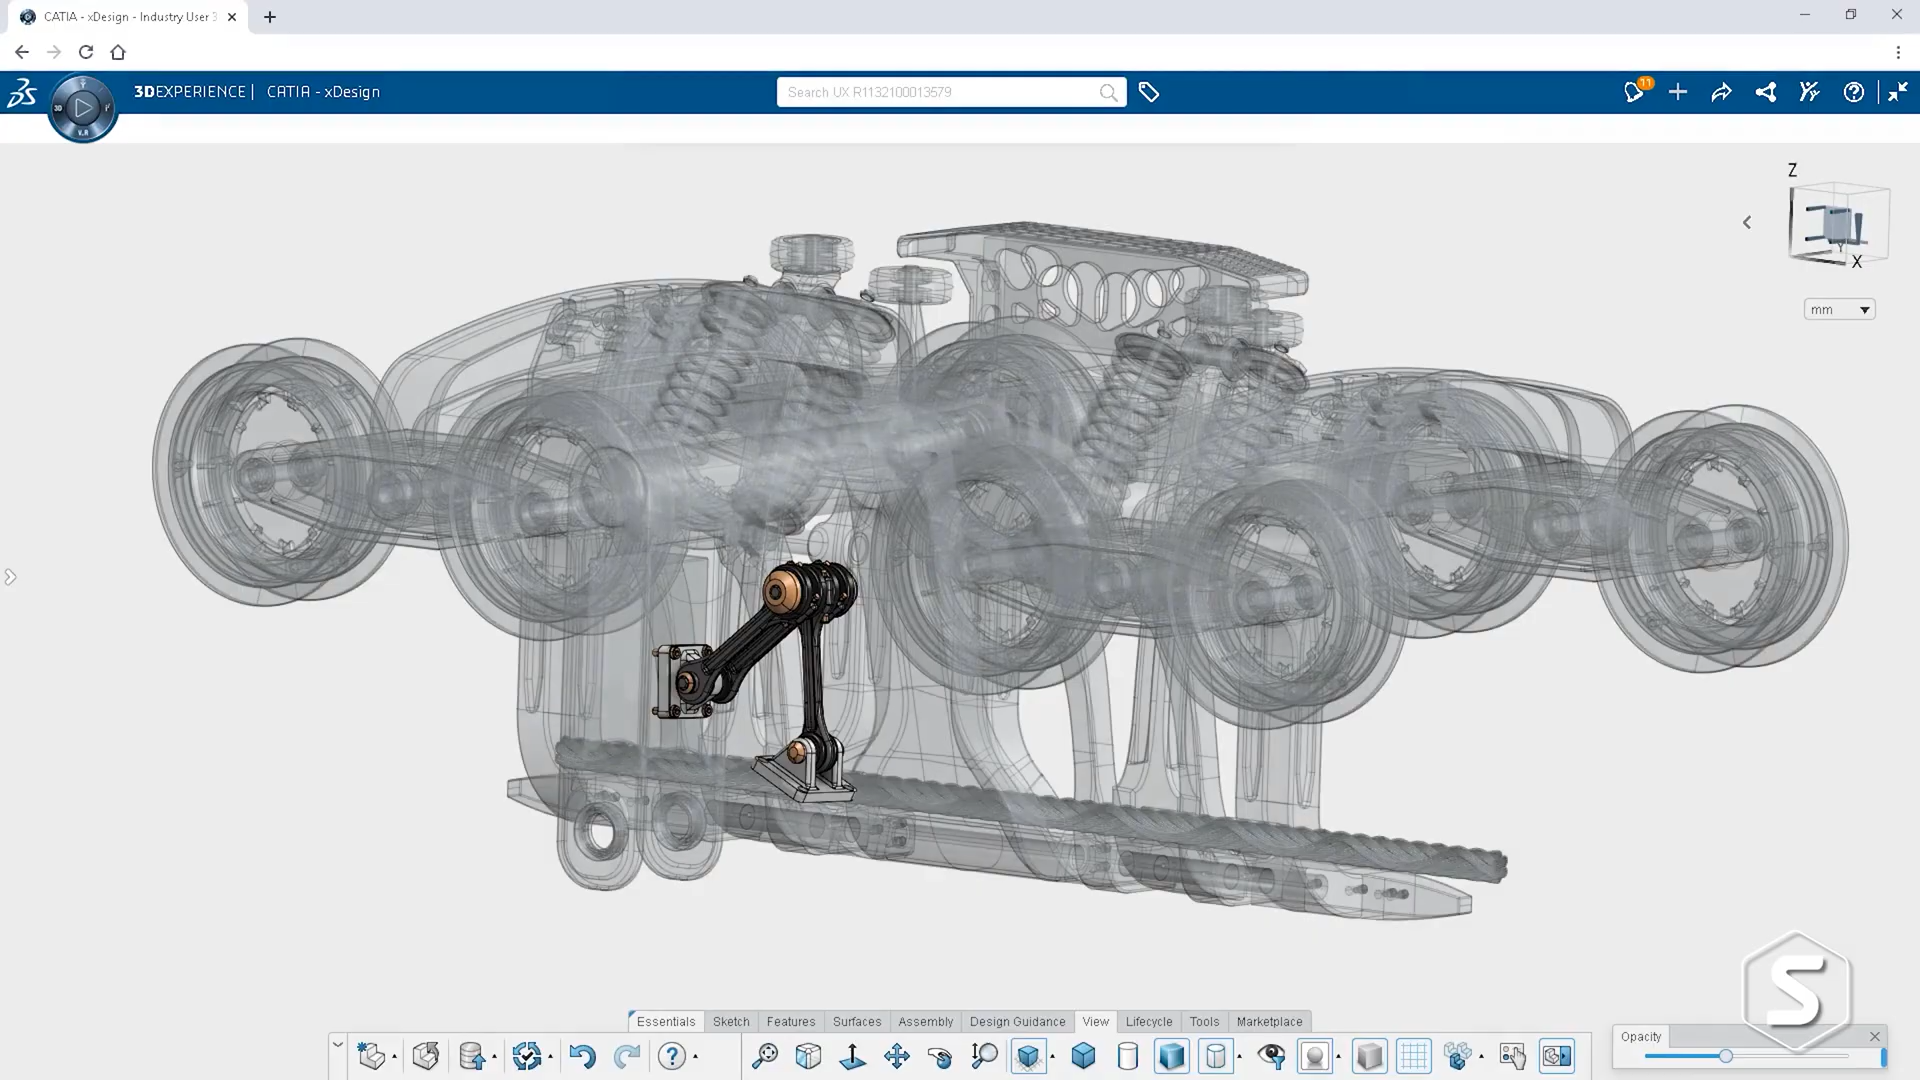 CATIA - xDesign - Industry User 3
3DEXPERIENCE | CATIA - xDesign
Search UX R1132100013579
11
3D
V.R
Z
X
Y
mm
Essentials
Sketch
Features
Surfaces
Assembly
Design Guidance
View
Lifecycle
Tools
Marketplace
Opacity
S